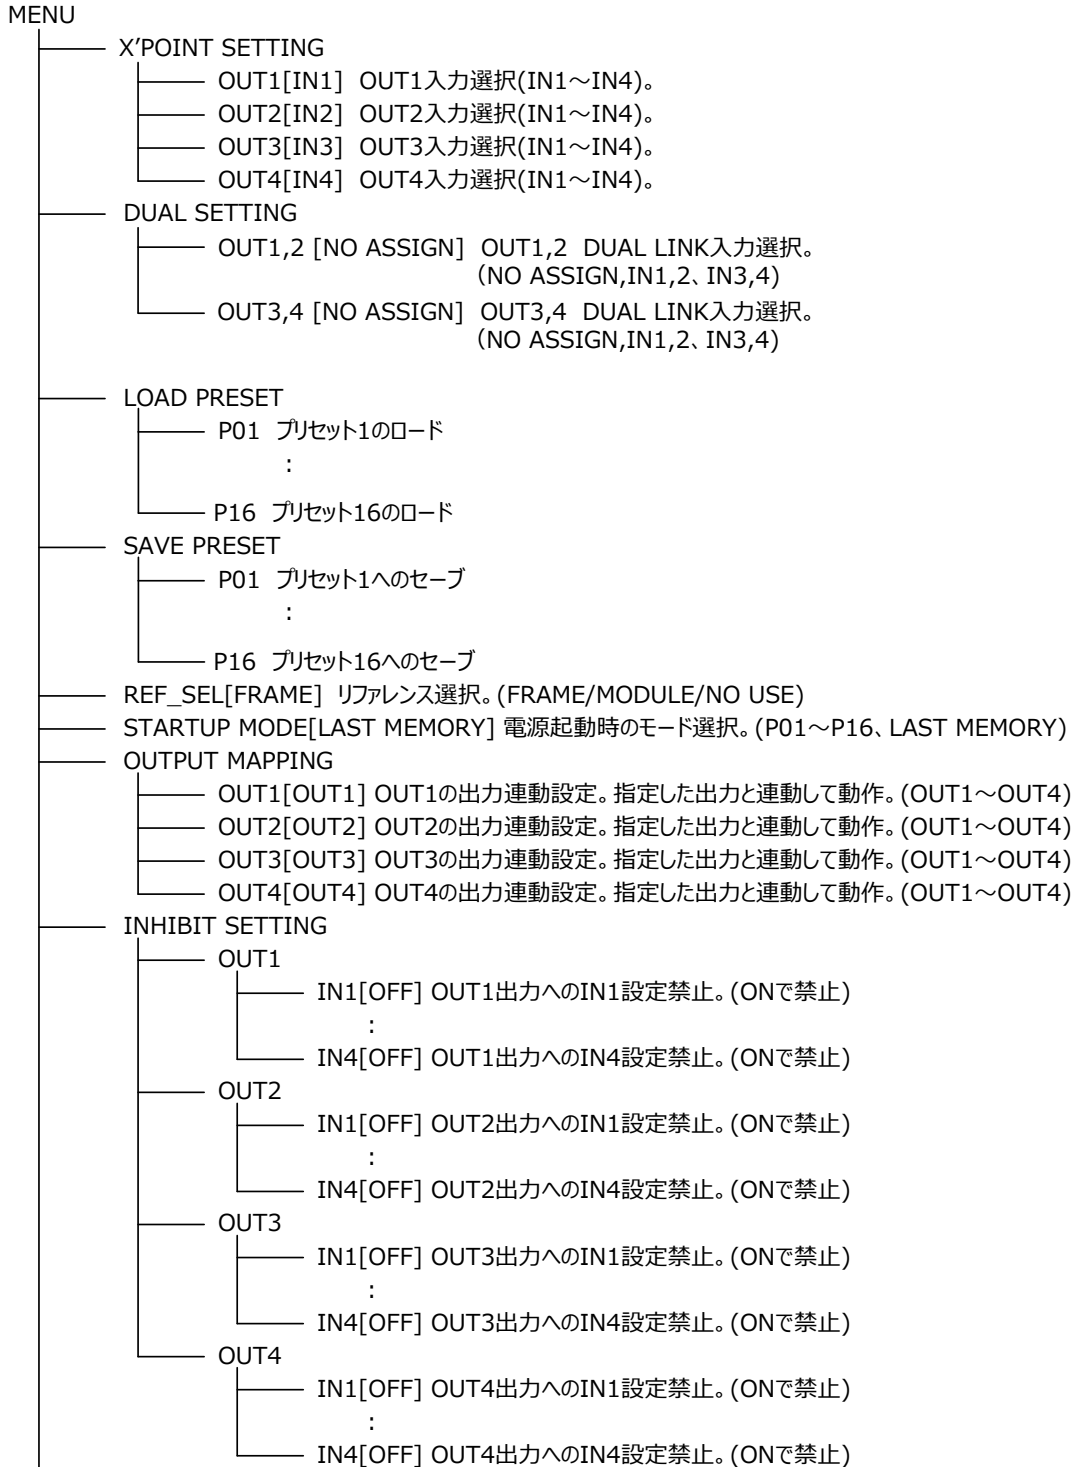 MENU
X’POINT SETTING
OUT1[IN1] OUT1入力選択(IN1～IN4)。
OUT2[IN2] OUT2入力選択(IN1～IN4)。
OUT3[IN3] OUT3入力選択(IN1～IN4)。
OUT4[IN4] OUT4入力選択(IN1～IN4)。
DUAL SETTING
OUT1,2 [NO ASSIGN] OUT1,2 DUAL LINK入力選択。
(NO ASSIGN,IN1,2、IN3,4)
OUT3,4 [NO ASSIGN] OUT3,4 DUAL LINK入力選択。
(NO ASSIGN,IN1,2、IN3,4)
LOAD PRESET
P01 プリセット1のロード
:
P16 プリセット16のロード
SAVE PRESET
P01 プリセット1へのセーブ
:
P16 プリセット16へのセーブ
REF_SEL[FRAME] リファレンス選択。(FRAME/MODULE/NO USE)
STARTUP MODE[LAST MEMORY] 電源起動時のモード選択。(P01～P16、LAST MEMORY)
OUTPUT MAPPING
OUT1[OUT1] OUT1の出力連動設定。指定した出力と連動して動作。(OUT1～OUT4)
OUT2[OUT2] OUT2の出力連動設定。指定した出力と連動して動作。(OUT1～OUT4)
OUT3[OUT3] OUT3の出力連動設定。指定した出力と連動して動作。(OUT1～OUT4)
OUT4[OUT4] OUT4の出力連動設定。指定した出力と連動して動作。(OUT1～OUT4)
INHIBIT SETTING
OUT1
IN1[OFF] OUT1出力へのIN1設定禁止。(ONで禁止)
:
IN4[OFF] OUT1出力へのIN4設定禁止。(ONで禁止)
OUT2
IN1[OFF] OUT2出力へのIN1設定禁止。(ONで禁止)
:
IN4[OFF] OUT2出力へのIN4設定禁止。(ONで禁止)
OUT3
IN1[OFF] OUT3出力へのIN1設定禁止。(ONで禁止)
:
IN4[OFF] OUT3出力へのIN4設定禁止。(ONで禁止)
OUT4
IN1[OFF] OUT4出力へのIN1設定禁止。(ONで禁止)
:
IN4[OFF] OUT4出力へのIN4設定禁止。(ONで禁止)